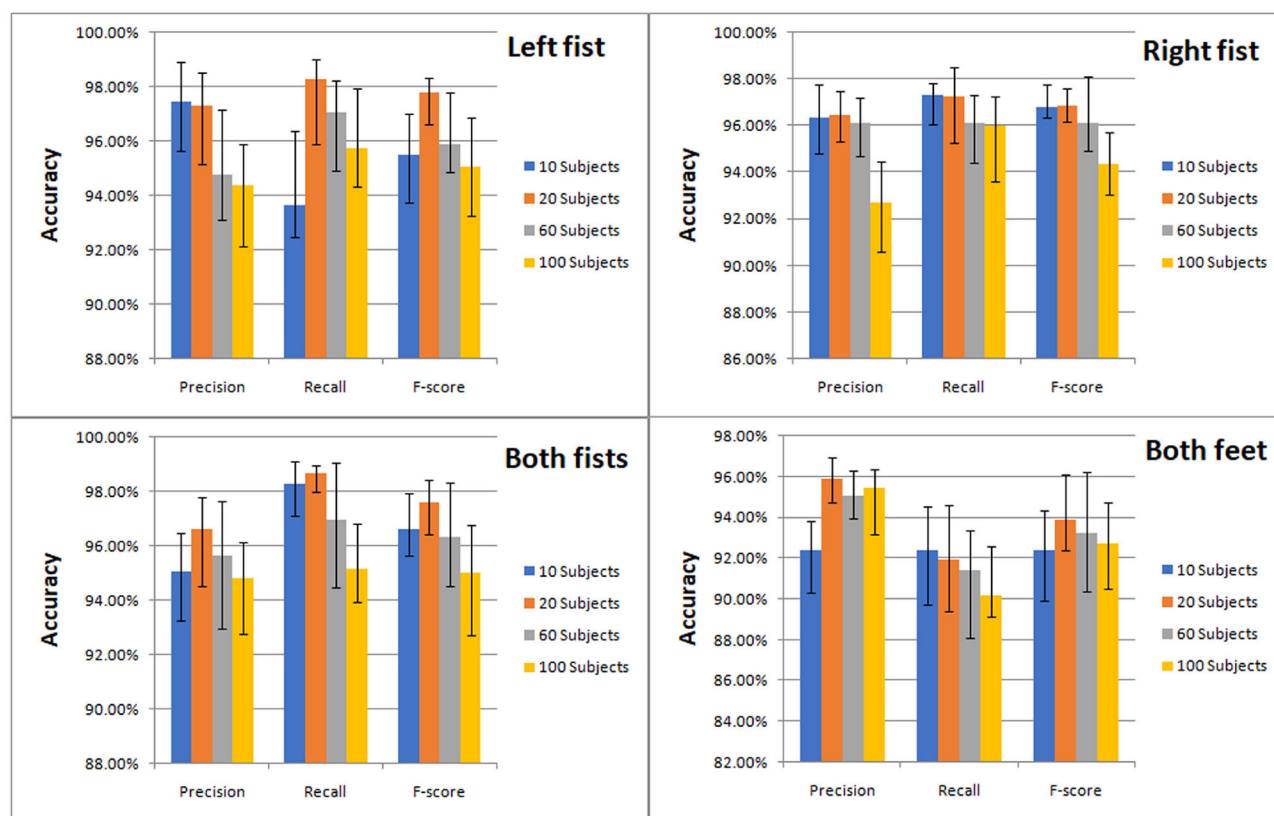 Left fist
Accuracy
100.00%
98.00%
96.00%
94.00%
92.00%
90.00%
88.00%
Precision
Recall
F-score
10 Subjects
20 Subjects
60 Subjects
100 Subjects
Right fist
Accuracy
100.00%
98.00%
96.00%
94.00%
92.00%
90.00%
88.00%
86.00%
Precision
Recall
F-score
10 Subjects
20 Subjects
60 Subjects
100 Subjects
Both fists
Accuracy
100.00%
98.00%
96.00%
94.00%
92.00%
90.00%
88.00%
Precision
Recall
F-score
10 Subjects
20 Subjects
60 Subjects
100 Subjects
Both feet
Accuracy
98.00%
96.00%
94.00%
92.00%
90.00%
88.00%
86.00%
84.00%
82.00%
Precision
Recall
F-score
10 Subjects
20 Subjects
60 Subjects
100 Subjects